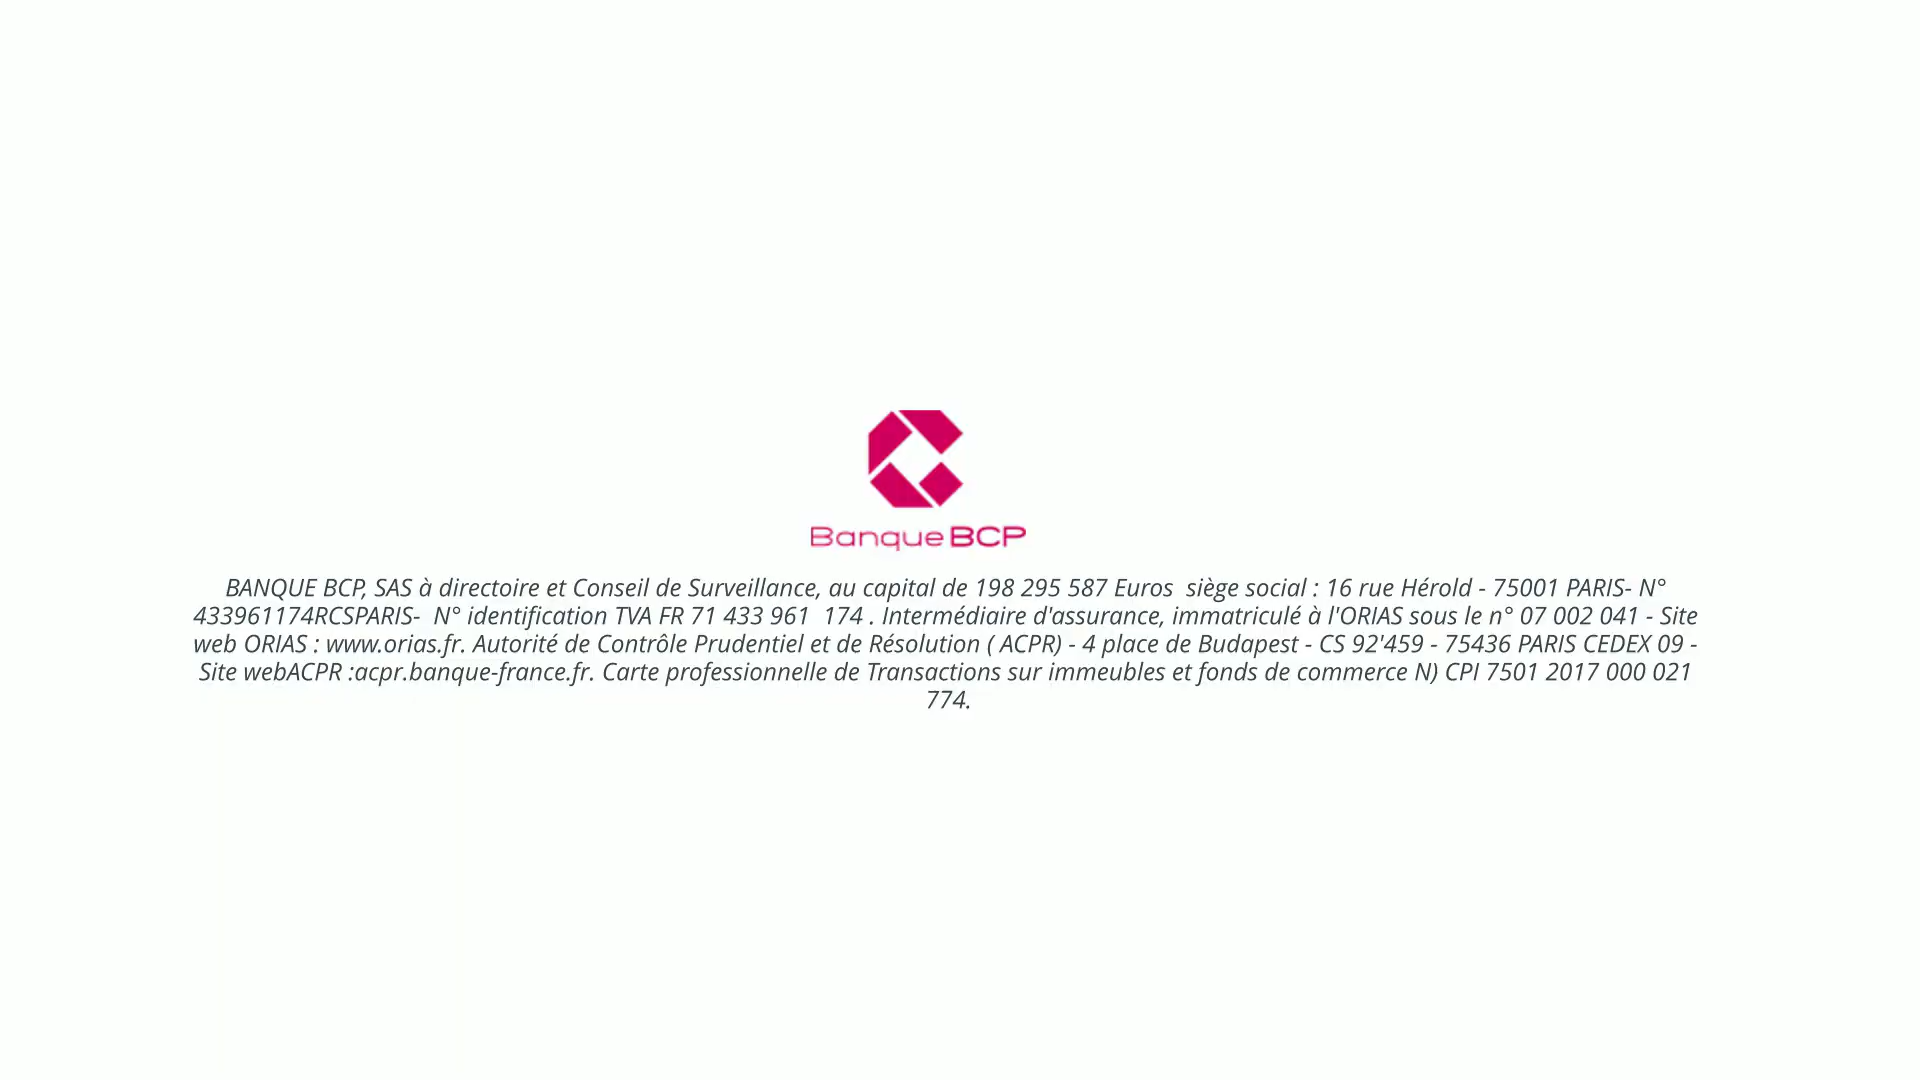 Banque BCP
BANQUE BCP, SAS à directoire et Conseil de Surveillance, au capital de 198 295 587 Euros  siège social : 16 rue Hérold - 75001 PARIS- N°
433961174RCSPARIS-  N° identification TVA FR 71 433 961  174 . Intermédiaire d'assurance, immatriculé à l'ORIAS sous le n° 07 002 041 - Site
web ORIAS : www.orias.fr. Autorité de Contrôle Prudentiel et de Résolution ( ACPR) - 4 place de Budapest - CS 92'459 - 75436 PARIS CEDEX 09 -
Site webACPR :acpr.banque-france.fr. Carte professionnelle de Transactions sur immeubles et fonds de commerce N) CPI 7501 2017 000 021
774.